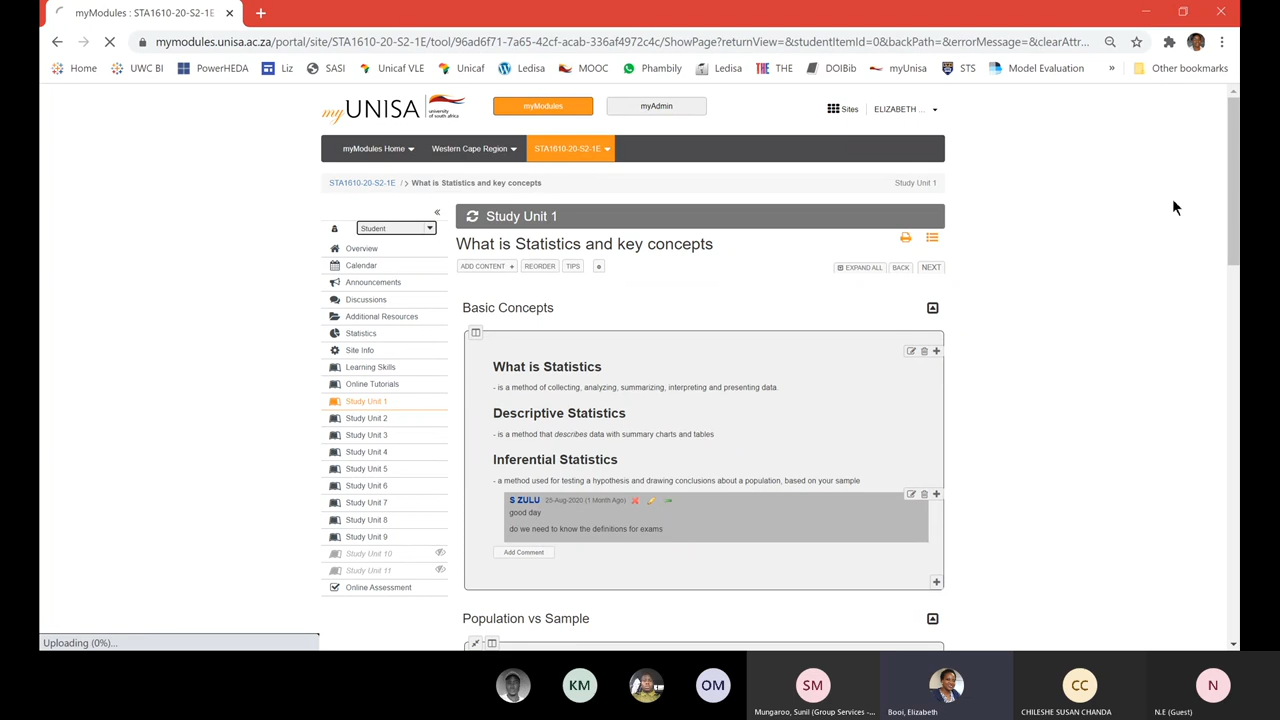 myModules : STA1610-20-S2-1E
mymodules.unisa.ac.za/portal/site/STA1610-20-S2-1E/tool/96ad6f71-7a65-42cf-acab-336af4972c4c/ShowPage?returnView=&studentItemId=0&backPath=&errorMessage=&clearAttr...
Home UWC BI PowerHEDA Liz SASI Unicaf VLE Unicaf Ledisa MOOC Phambily Ledisa THE THE DOIBib myUnisa STS Model Evaluation » Other bookmarks
my UNISA university of south africa myModules myAdmin Sites ELIZABETH ...
myModules Home Western Cape Region STA1610-20-S2-1E
STA1610-20-S2-1E / > What is Statistics and key concepts Study Unit 1
«
Student
Overview
Calendar
Announcements
Discussions
Additional Resources
Statistics
Site Info
Learning Skills
Online Tutorials
Study Unit 1
Study Unit 2
Study Unit 3
Study Unit 4
Study Unit 5
Study Unit 6
Study Unit 7
Study Unit 8
Study Unit 9
Study Unit 10
Study Unit 11
Online Assessment
Study Unit 1
What is Statistics and key concepts
ADD CONTENT + REORDER TIPS EXPAND ALL BACK NEXT
Basic Concepts
What is Statistics
- is a method of collecting, analyzing, summarizing, interpreting and presenting data.
Descriptive Statistics
- is a method that describes data with summary charts and tables
Inferential Statistics
- a method used for testing a hypothesis and drawing conclusions about a population, based on your sample
S ZULU 25-Aug-2020 (1 Month Ago)
good day
do we need to know the definitions for exams
Add Comment
Population vs Sample
Uploading (0%)...
KM OM SM CC N
Mungaroo, Sunil (Group Services -... Booi, Elizabeth CHILESHE SUSAN CHANDA N.E (Guest)